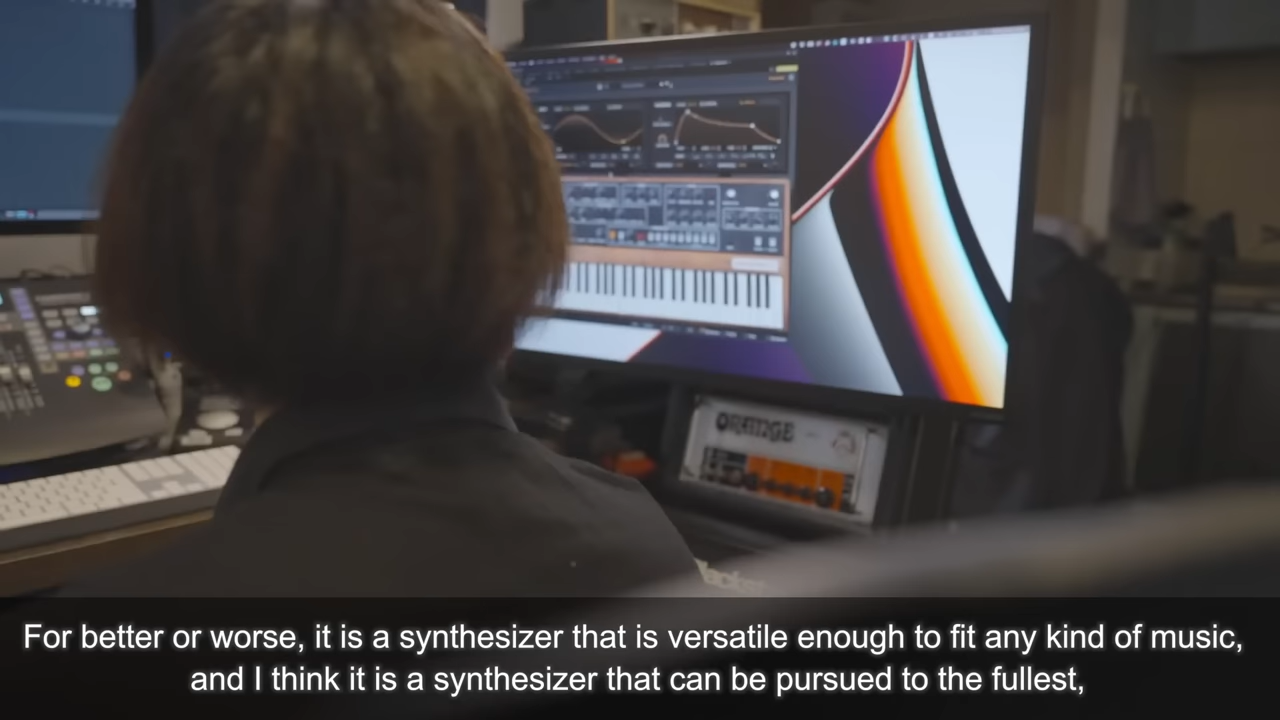 ORANGE
For better or worse, it is a synthesizer that is versatile enough to fit any kind of music,
and I think it is a synthesizer that can be pursued to the fullest,